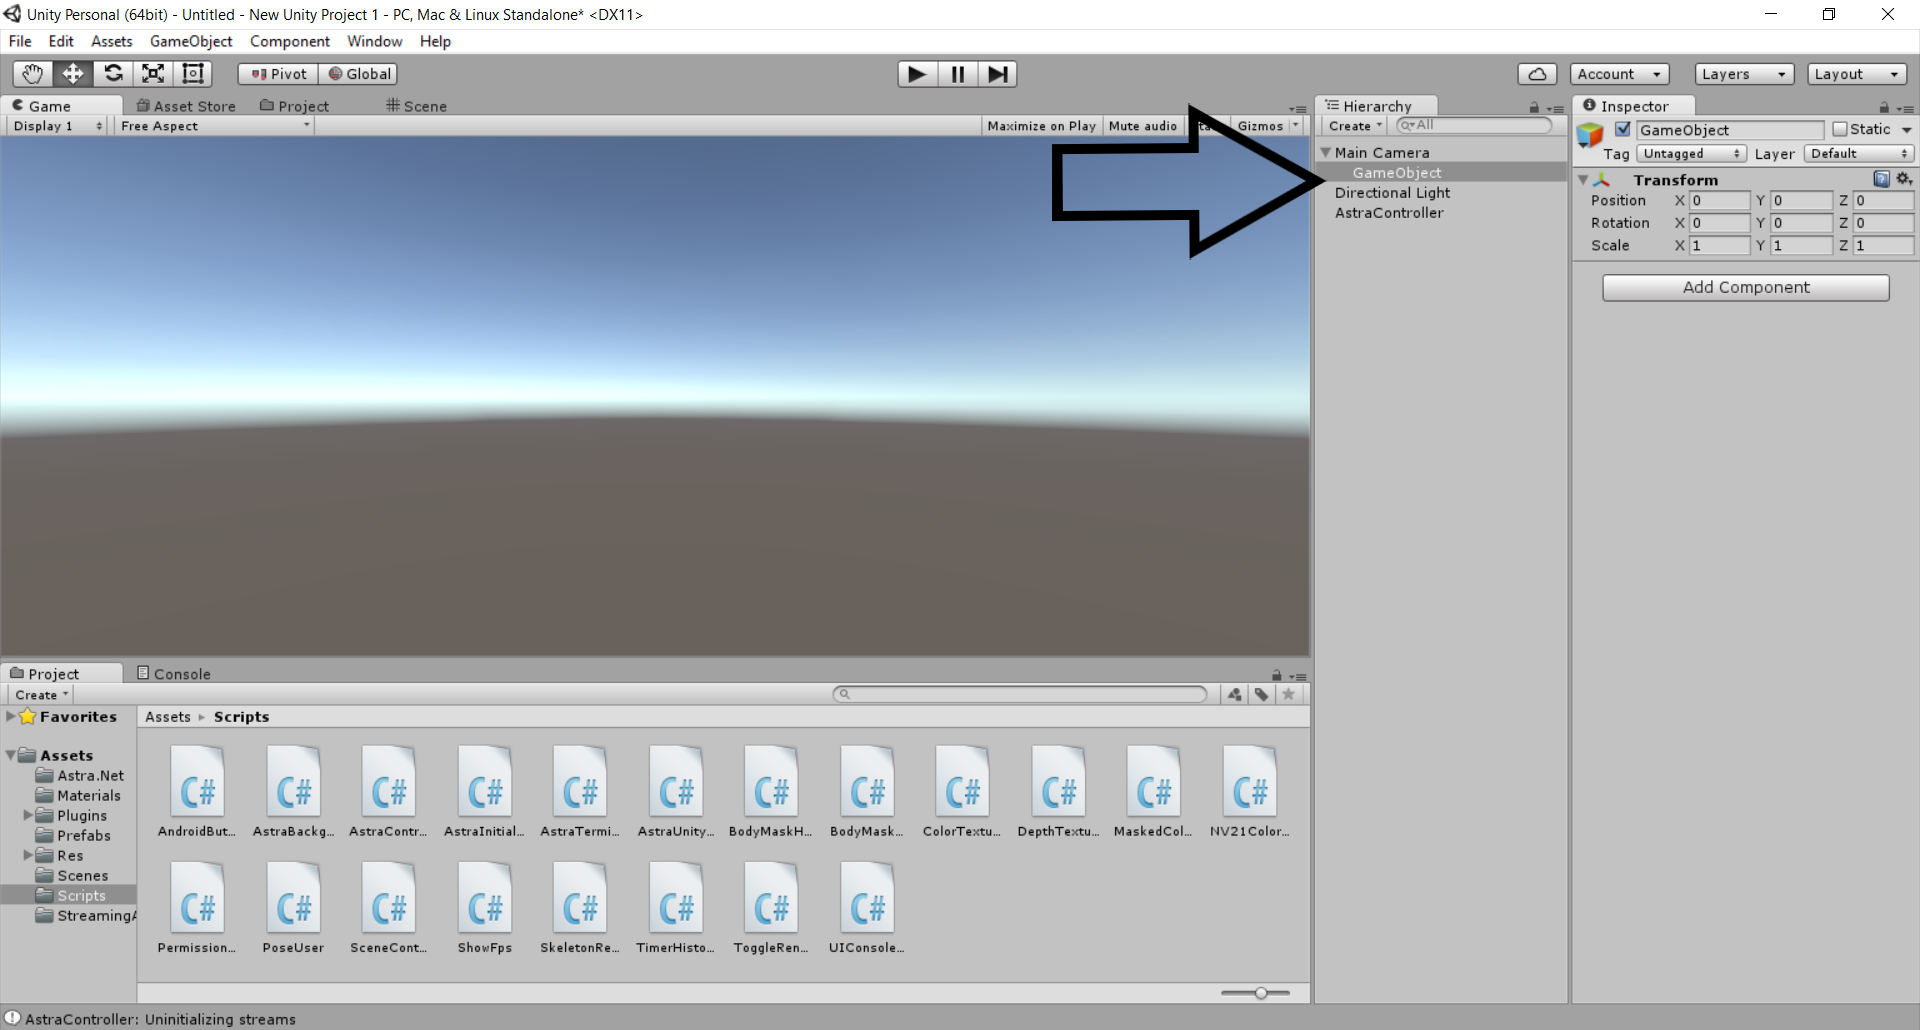 Unity Personal (64bit) - Untitled - New Unity Project 1 - PC, Mac & Linux Standalone* <DX11>
File Edit Assets GameObject Component Window Help
Pivot Global Account Layers Layout
Game Asset Store Project Scene
Display 1 Free Aspect Maximize on Play Mute audio Gizmos
Hierarchy
Create All
Main Camera
GameObject
Directional Light
AstraController
Inspector
GameObject Static
Tag Untagged Layer Default
Transform
Position X 0 Y 0 Z 0
Rotation X 0 Y 0 Z 0
Scale X 1 Y 1 Z 1
Add Component
Project Console
Create
Favorites
Assets
Astra.Net
Materials
Plugins
Prefabs
Res
Scenes
Scripts
StreamingA
Assets Scripts
C# C# C# C# C# C# C# C# C# C# C# C#
AndroidBut... AstraBackg... AstraContr... AstraInitial... AstraTermi... AstraUnity... BodyMaskH... BodyMask... ColorTextu... DepthTextu... MaskedCol... NV21Color...
C# C# C# C# C# C# C# C#
Permission... PoseUser SceneCont... ShowFps SkeletonRe... TimerHisto... ToggleRen... UIConsole...
AstraController: Uninitializing streams